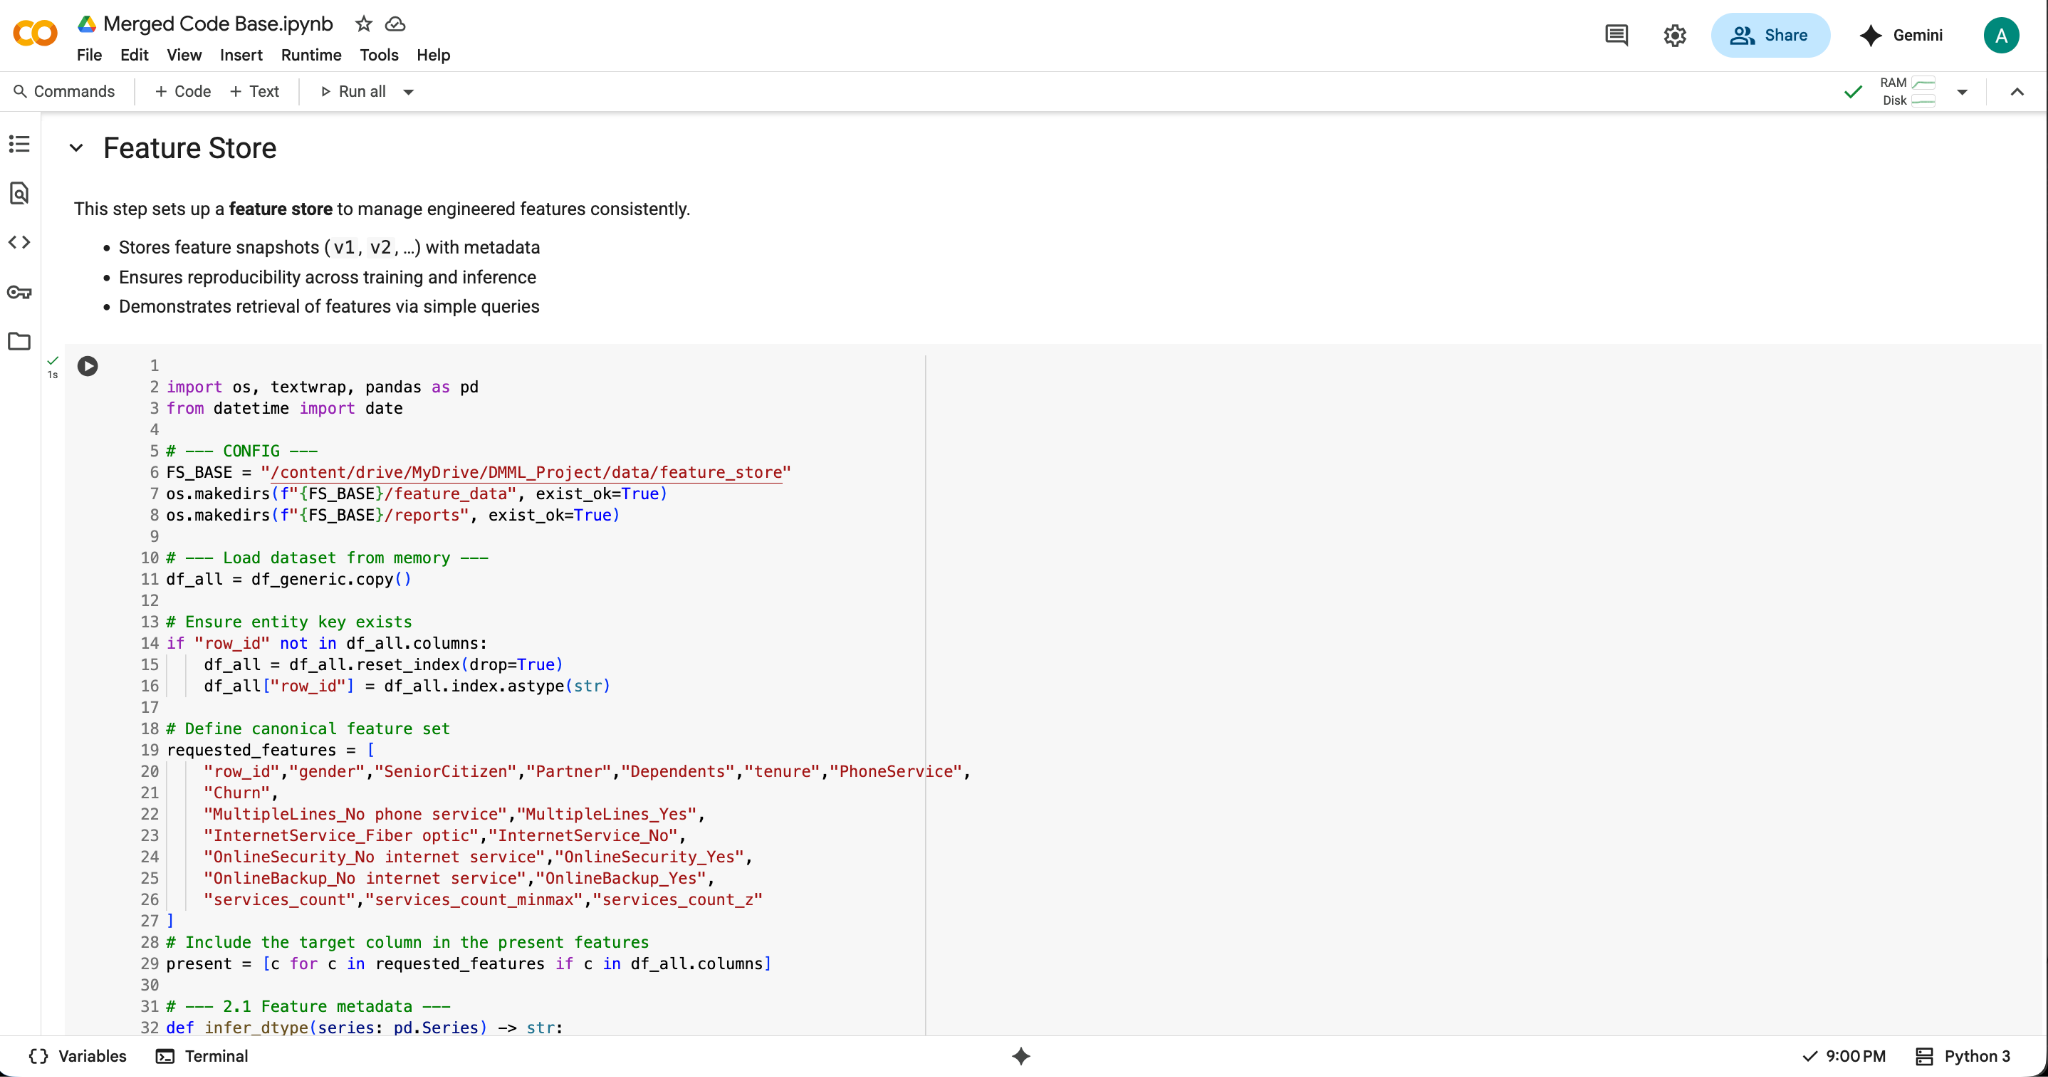 Merged Code Base.ipynb
File Edit View Insert Runtime Tools Help
Share
Gemini
A
Commands + Code + Text Run all
RAM
Disk
Feature Store
This step sets up a feature store to manage engineered features consistently.
• Stores feature snapshots (v1, v2, …) with metadata
• Ensures reproducibility across training and inference
• Demonstrates retrieval of features via simple queries
1s
1
2 import os, textwrap, pandas as pd
3 from datetime import date
4
5 # --- CONFIG ---
6 FS_BASE = "/content/drive/MyDrive/DMML_Project/data/feature_store"
7 os.makedirs(f"{FS_BASE}/feature_data", exist_ok=True)
8 os.makedirs(f"{FS_BASE}/reports", exist_ok=True)
9
10 # --- Load dataset from memory ---
11 df_all = df_generic.copy()
12
13 # Ensure entity key exists
14 if "row_id" not in df_all.columns:
15     df_all = df_all.reset_index(drop=True)
16     df_all["row_id"] = df_all.index.astype(str)
17
18 # Define canonical feature set
19 requested_features = [
20     "row_id","gender","SeniorCitizen","Partner","Dependents","tenure","PhoneService",
21     "Churn",
22     "MultipleLines_No phone service","MultipleLines_Yes",
23     "InternetService_Fiber optic","InternetService_No",
24     "OnlineSecurity_No internet service","OnlineSecurity_Yes",
25     "OnlineBackup_No internet service","OnlineBackup_Yes",
26     "services_count","services_count_minmax","services_count_z"
27 ]
28 # Include the target column in the present features
29 present = [c for c in requested_features if c in df_all.columns]
30
31 # --- 2.1 Feature metadata ---
32 def infer_dtype(series: pd.Series) -> str:
Variables Terminal
9:00 PM Python 3